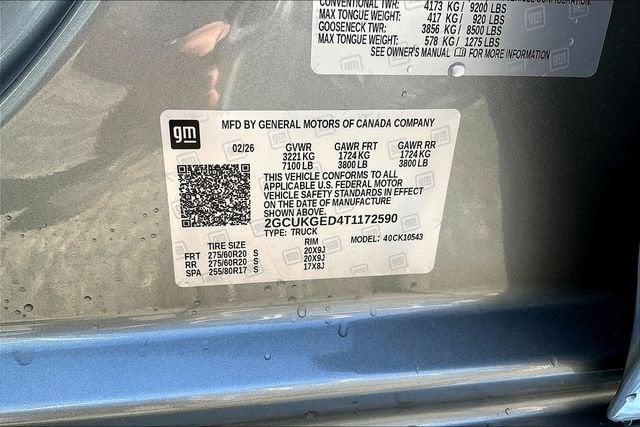 CONVENTIONAL TWR: 4173 KG/ 9200 LBS
MAX TONGUE WEIGHT: 417 KG/ 920 LBS
GOOSENECK TWR: 3856 KG/ 8500 LBS
MAX TONGUE WEIGHT: 578 KG/ 1275 LBS
SEE OWNER'S MANUAL FOR MORE INFORMATION
gm
MFD BY GENERAL MOTORS OF CANADA COMPANY
02/26 GVWR GAWR FRT GAWR RR
3221 KG 1724 KG 1724 KG
7100 LB 3800 LB 3800 LB
THIS VEHICLE CONFORMS TO ALL
APPLICABLE U.S. FEDERAL MOTOR
VEHICLE SAFETY STANDARDS IN EFFECT
ON THE DATE OF MANUFACTURE
SHOWN ABOVE.
2GCUKGED4T1172590
TYPE: TRUCK
MODEL: 40CK10543
TIRE SIZE RIM
FRT 275/60R20 S 20X9J
RR 275/60R20 S 20X9J
SPA 255/80R17 S 17X8J